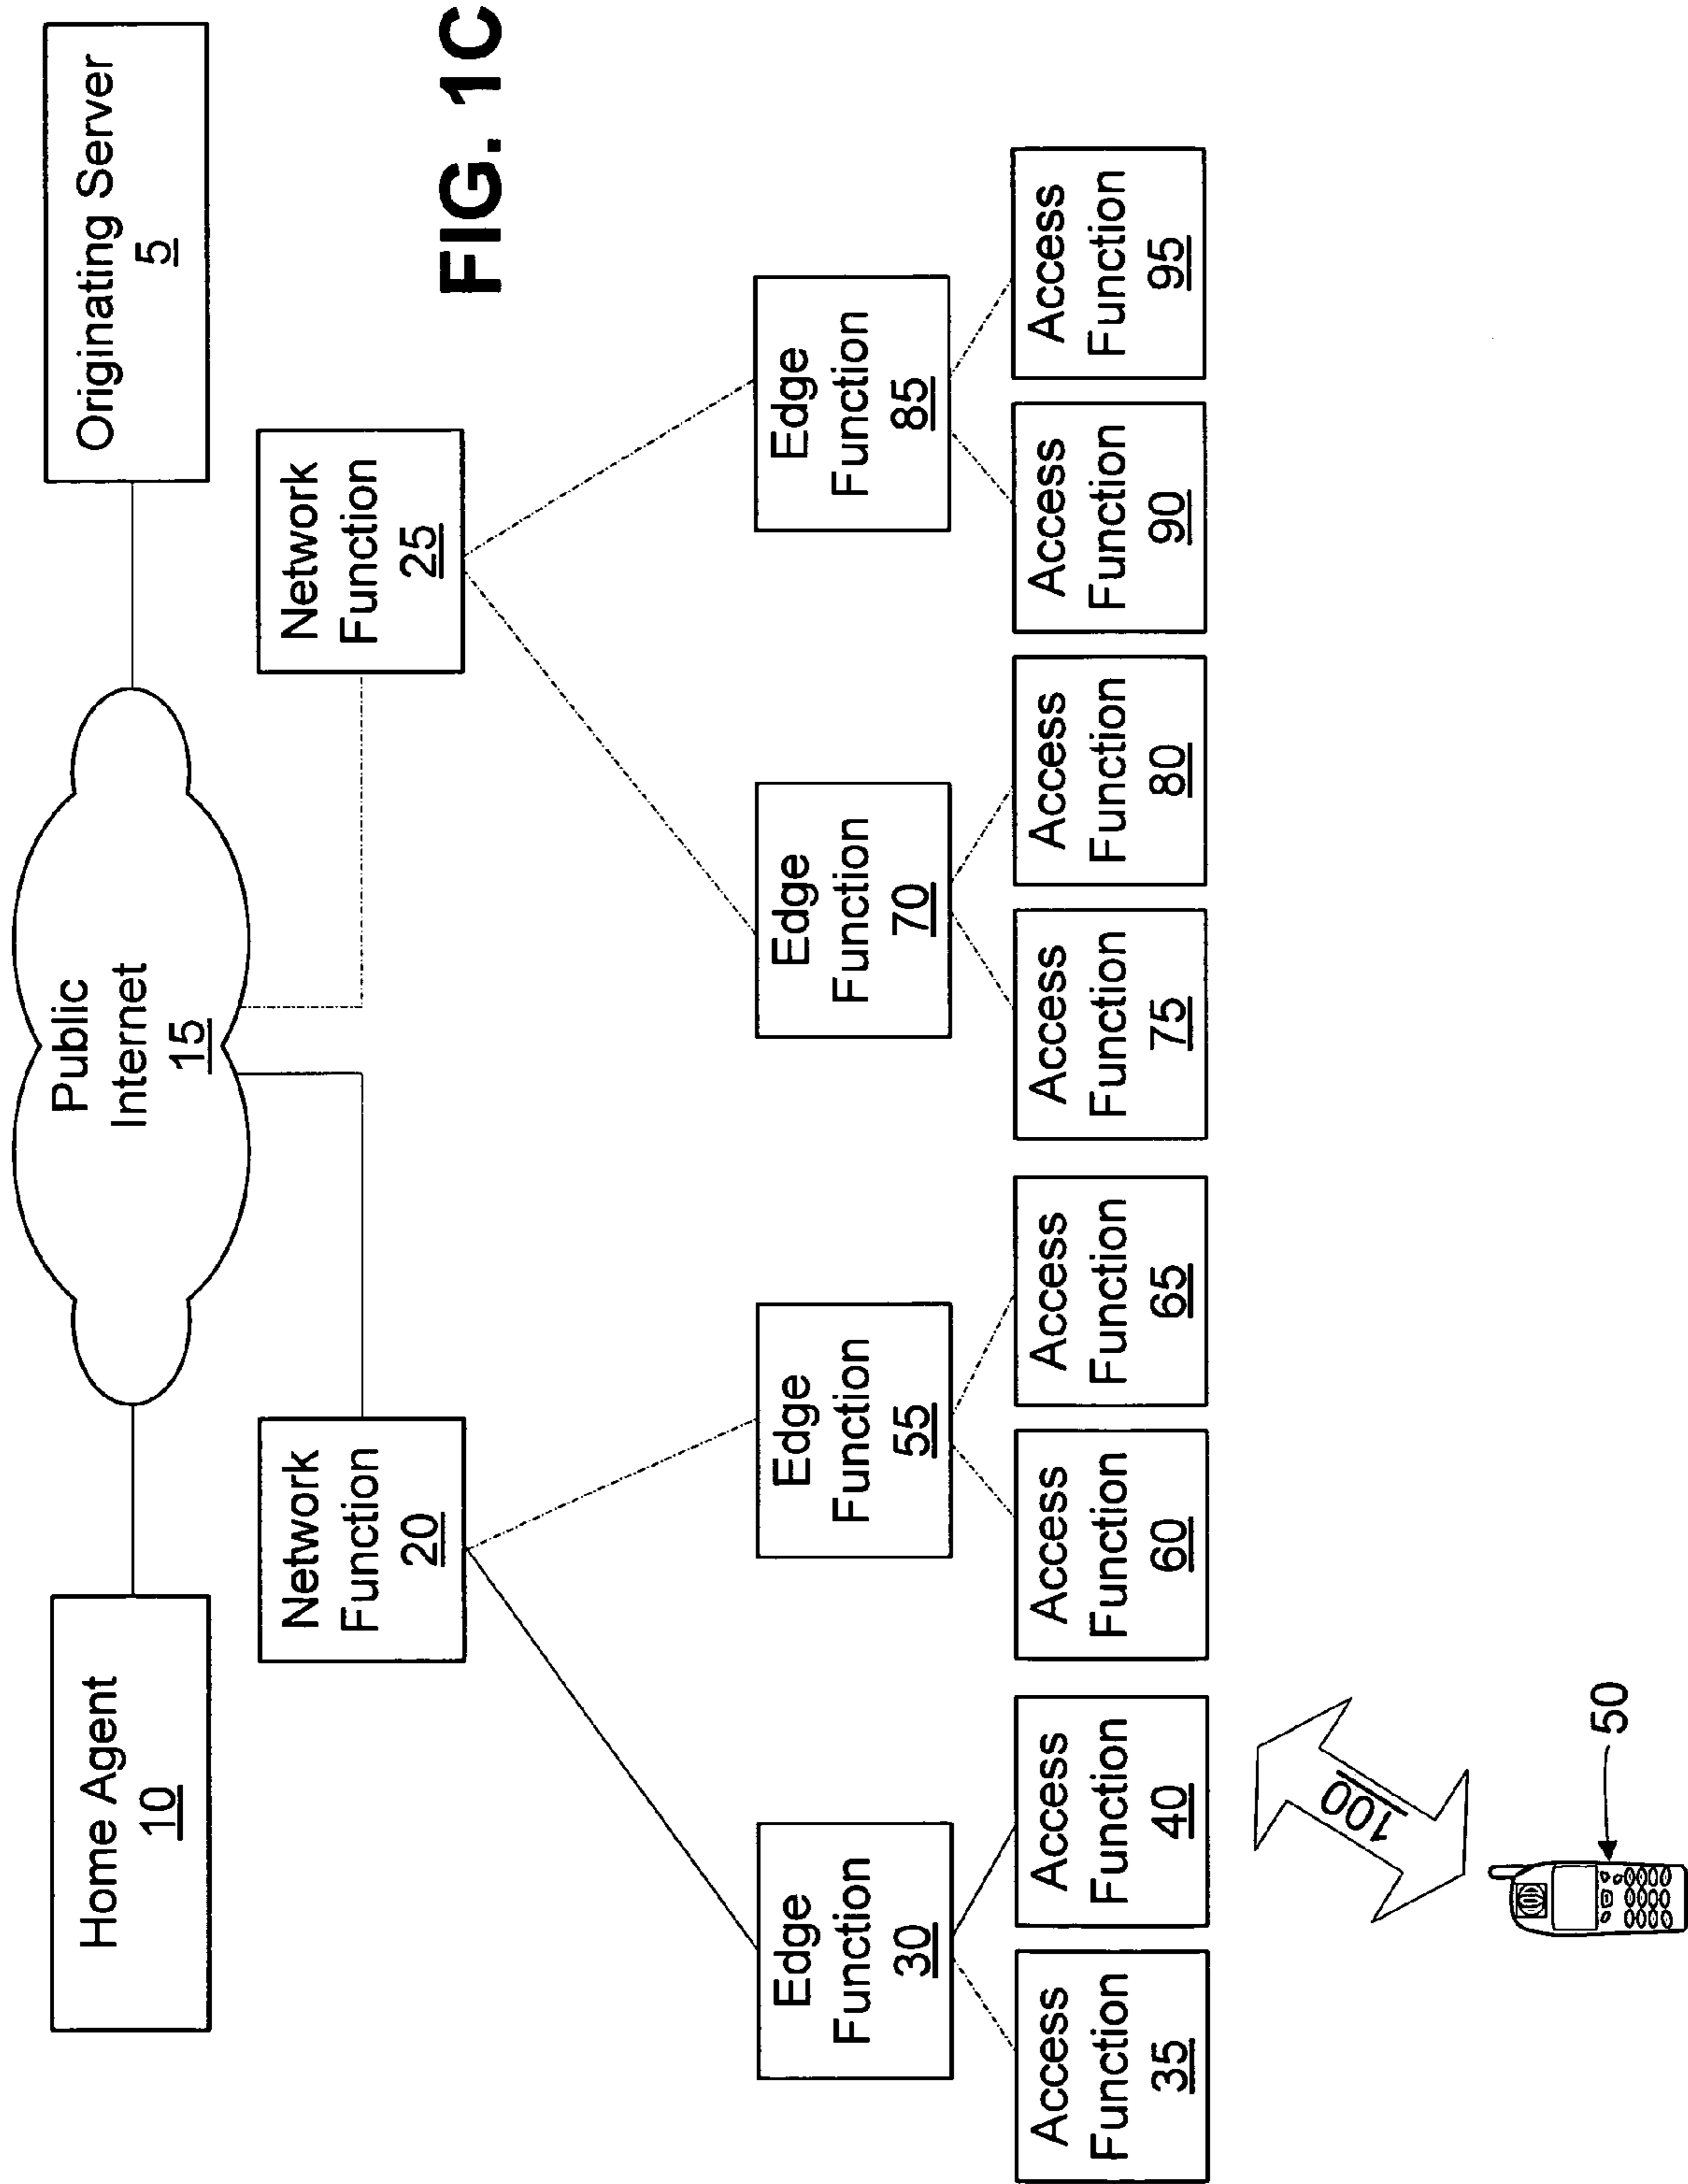 Home Agent
10
Public
Internet
15
Originating Server
5
Network
Function
20
Network
Function
25
FIG. 1C
Edge
Function
30
Edge
Function
55
Edge
Function
70
Edge
Function
85
Access
Function
35
Access
Function
40
Access
Function
60
Access
Function
65
Access
Function
75
Access
Function
80
Access
Function
90
Access
Function
95
100
50